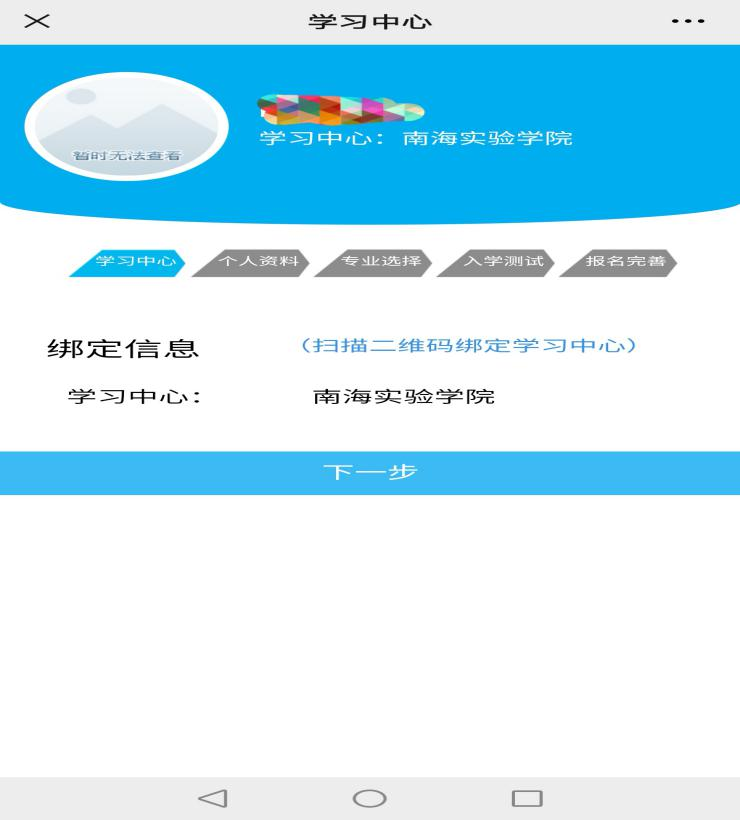 学习中心
暂时无法查看
学习中心：南海实验学院
学习中心 个人资料 专业选择 入学测试 报名完善
绑定信息 （扫描二维码绑定学习中心）
学习中心： 南海实验学院
下一步